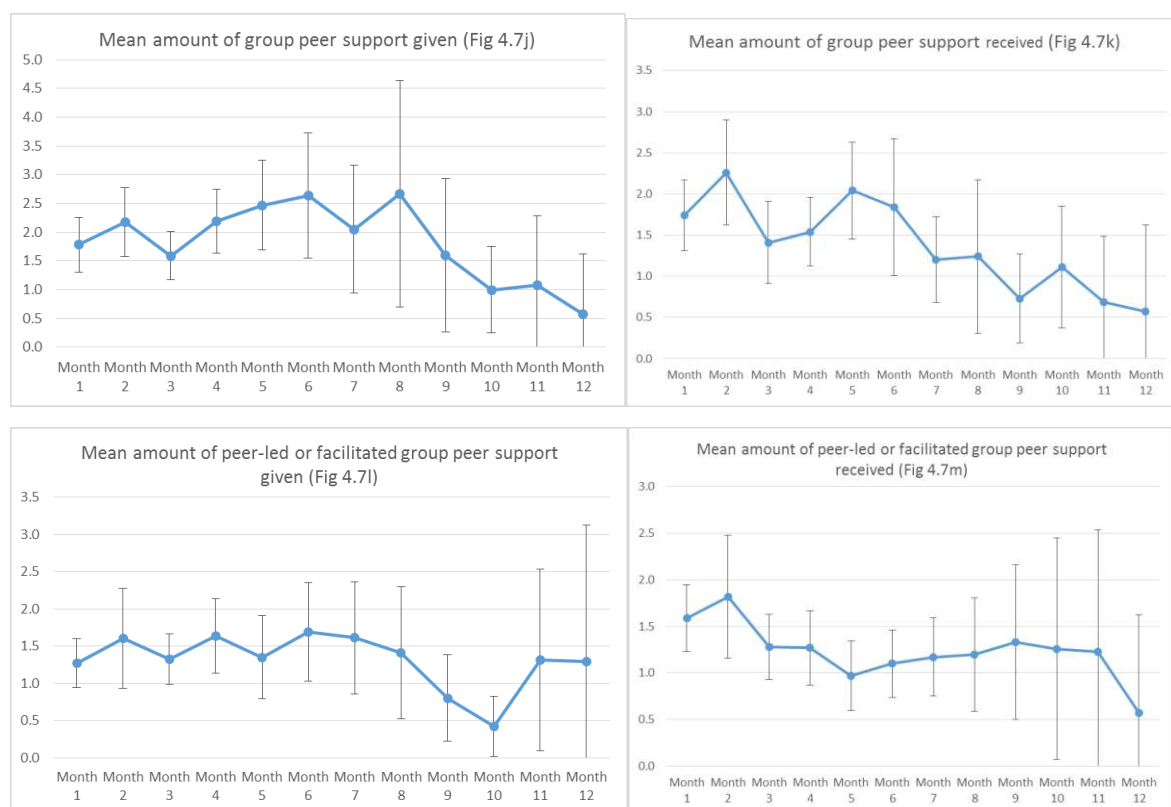 Mean amount of group peer support given (Fig 4.7j)
5.0
4.5
4.0
3.5
3.0
2.5
2.0
1.5
1.0
0.5
0.0
Month Month Month Month Month Month Month Month Month Month Month Month
1 2 3 4 5 6 7 8 9 10 11 12
Mean amount of group peer support received (Fig 4.7k)
3.5
3.0
2.5
2.0
1.5
1.0
0.5
0.0
Month Month Month Month Month Month Month Month Month Month Month Month
1 2 3 4 5 6 7 8 9 10 11 12
Mean amount of peer-led or facilitated group peer support
given (Fig 4.7l)
3.5
3.0
2.5
2.0
1.5
1.0
0.5
0.0
Month Month Month Month Month Month Month Month Month Month Month Month
1 2 3 4 5 6 7 8 9 10 11 12
Mean amount of peer-led or facilitated group peer support
received (Fig 4.7m)
3.0
2.5
2.0
1.5
1.0
0.5
0.0
Month Month Month Month Month Month Month Month Month Month Month Month
1 2 3 4 5 6 7 8 9 10 11 12